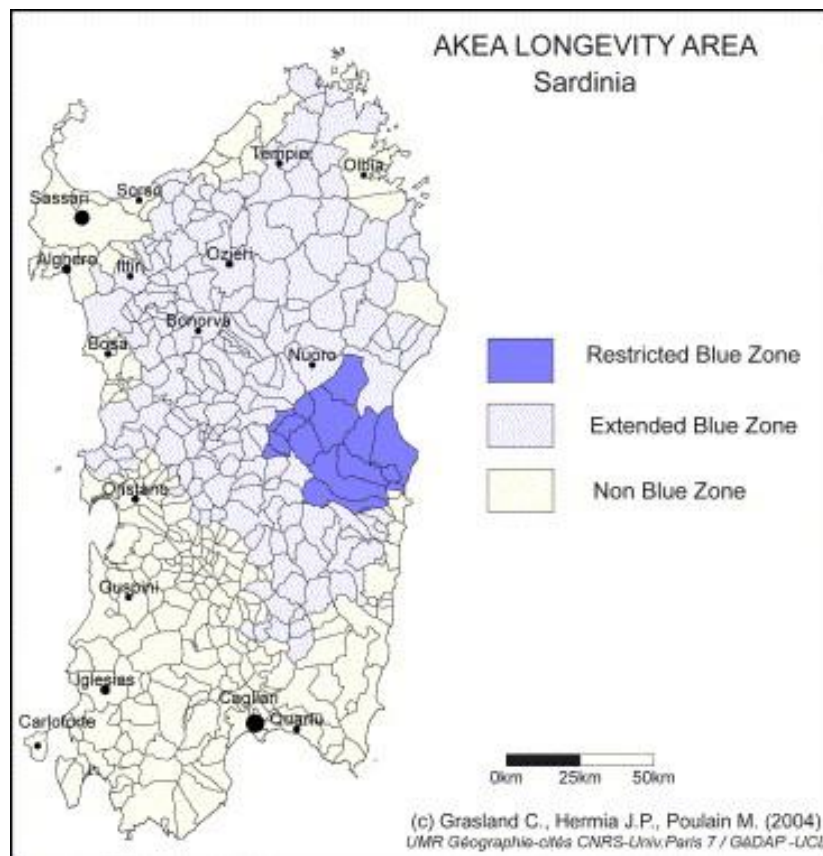 AKEA LONGEVITY AREA
Sardinia
Tempio
Olbia
Sorso
Sassari
Alghero
Ittiri
Ozieri
Bonorva
Bosa
Nuoro
Restricted Blue Zone
Extended Blue Zone
Non Blue Zone
Oristano
Guspini
Iglesias
Cagliari
Carloforte
Quartu
0km 25km 50km
(c) Grasland C., Hermia J.P., Poulain M. (2004)
UMR Géographie-cités CNRS-Univ.Paris 7 / GéDAP -UCL